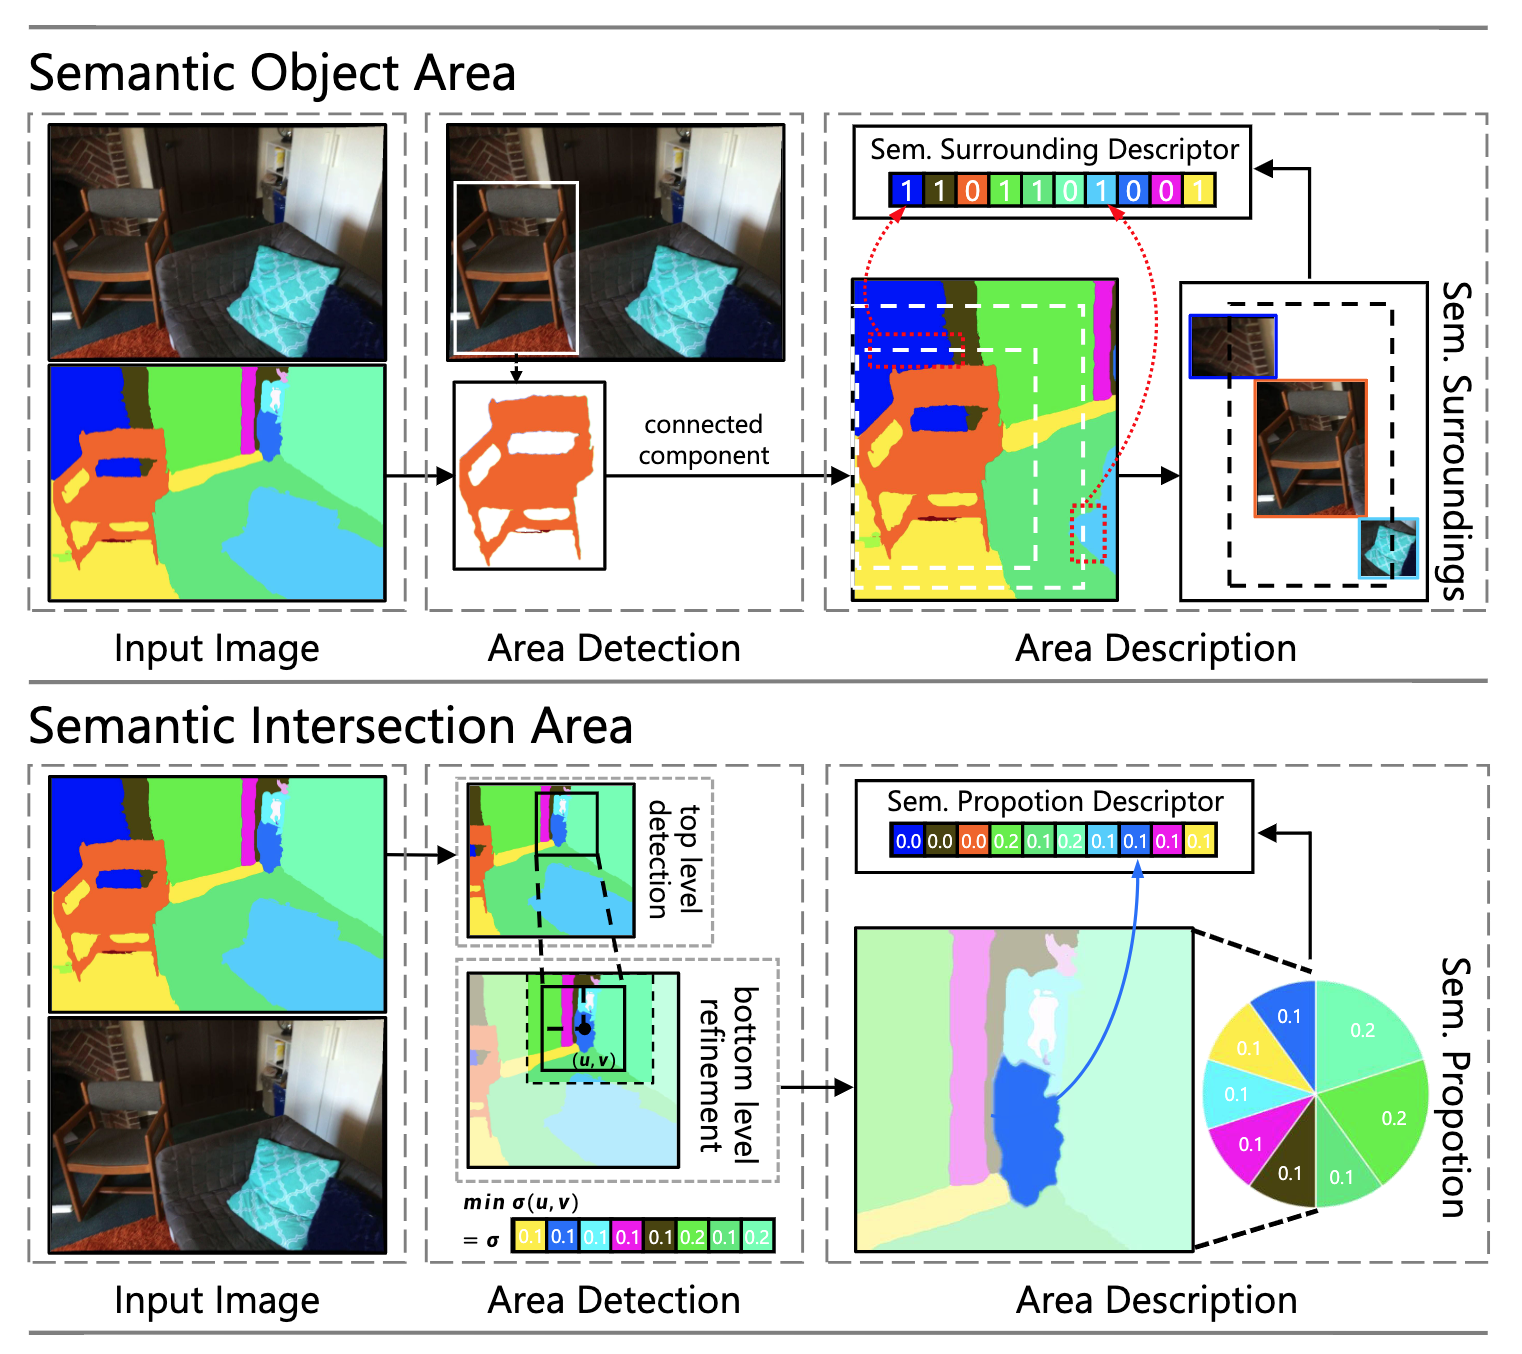 Semantic Object Area
Sem. Surrounding Descriptor
1 1 0 1 1 0 1 0 0 1
connected
component
Sem. Surroundings
Input Image
Area Detection
Area Description
Semantic Intersection Area
top level
detection
bottom level
refinement
(u,v)
min σ(u,v)
= σ 0.1 0.1 0.1 0.1 0.1 0.2 0.1 0.2
Sem. Propotion Descriptor
0.0 0.0 0.0 0.2 0.1 0.2 0.1 0.1 0.1 0.1
0.1
0.2
0.1
0.1
0.2
0.1
0.1
0.1
Sem. Propotion
Input Image
Area Detection
Area Description